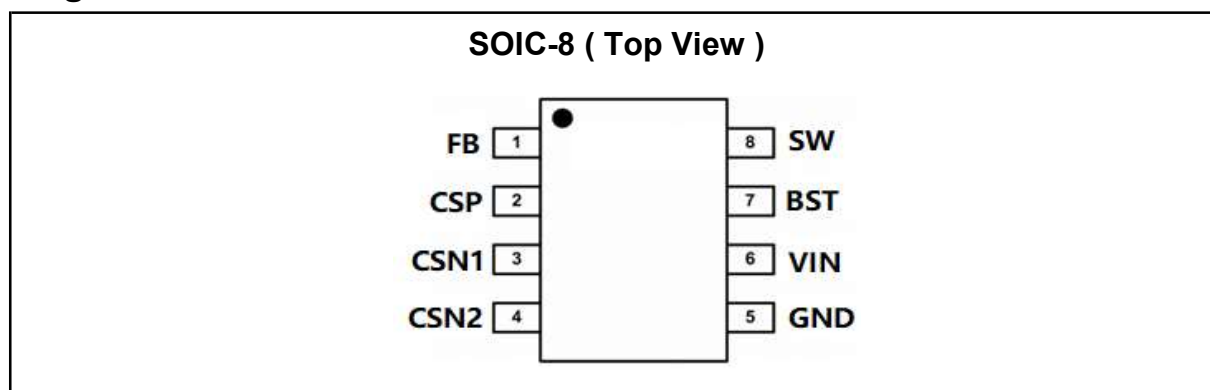 SOIC-8 ( Top View )
FB 1 8 SW
CSP 2 7 BST
CSN1 3 6 VIN
CSN2 4 5 GND